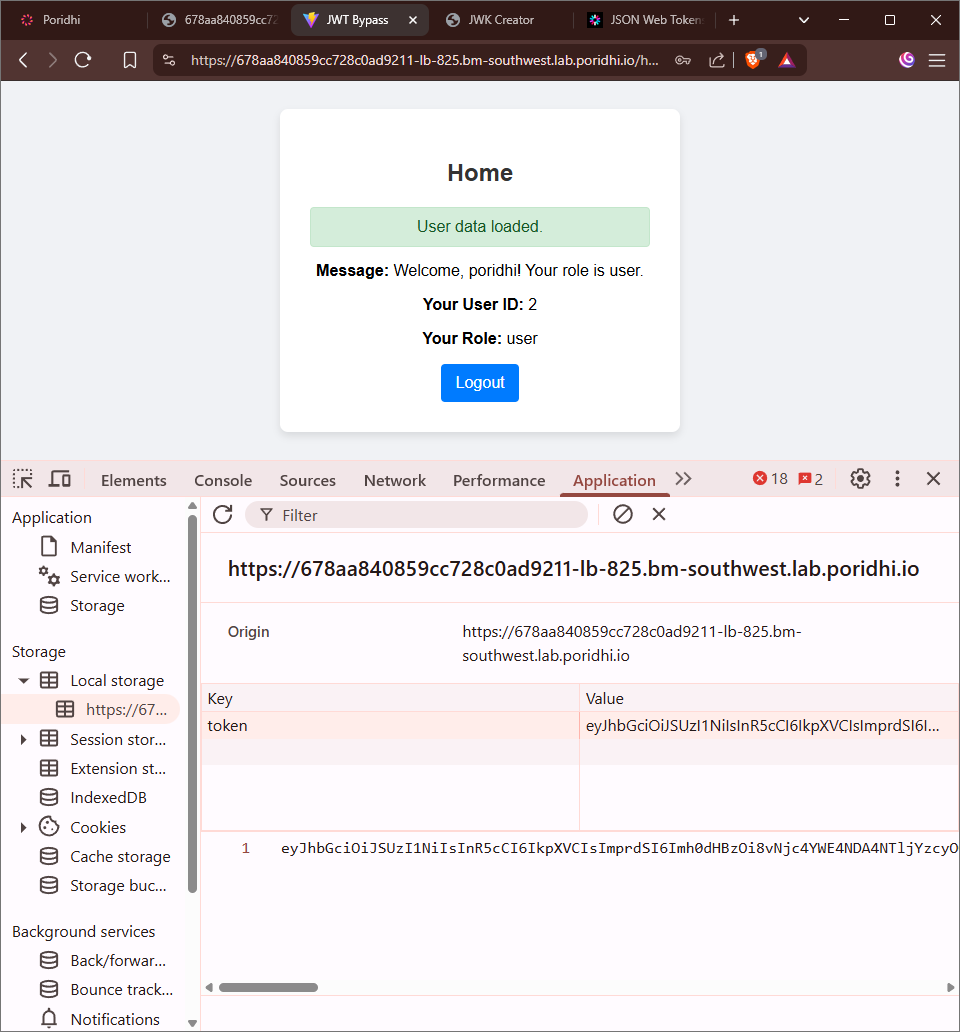 Poridhi
678aa840859cc72
JWT Bypass
JWK Creator
JSON Web Token
https://678aa840859cc728c0ad9211-lb-825.bm-southwest.lab.poridhi.io/h...
1
Home
User data loaded.
Message: Welcome, poridhi! Your role is user.
Your User ID: 2
Your Role: user
Logout
Elements Console Sources Network Performance Application 18 2
Application
Manifest
Service work...
Storage
Storage
Local storage
https://67...
Session stor...
Extension st...
IndexedDB
Cookies
Cache storage
Storage buc...
Background services
Back/forwar...
Bounce track...
Notifications
Filter
https://678aa840859cc728c0ad9211-lb-825.bm-southwest.lab.poridhi.io
Origin
https://678aa840859cc728c0ad9211-lb-825.bm-
southwest.lab.poridhi.io
Key Value
token eyJhbGciOiJSUzI1NiIsInR5cCI6IkpXVCIsImprdSI6I...
1 eyJhbGciOiJSUzI1NiIsInR5cCI6IkpXVCIsImprdSI6Imh0dHBzOi8vNjc4YWE4NDA4NTljYzcyO